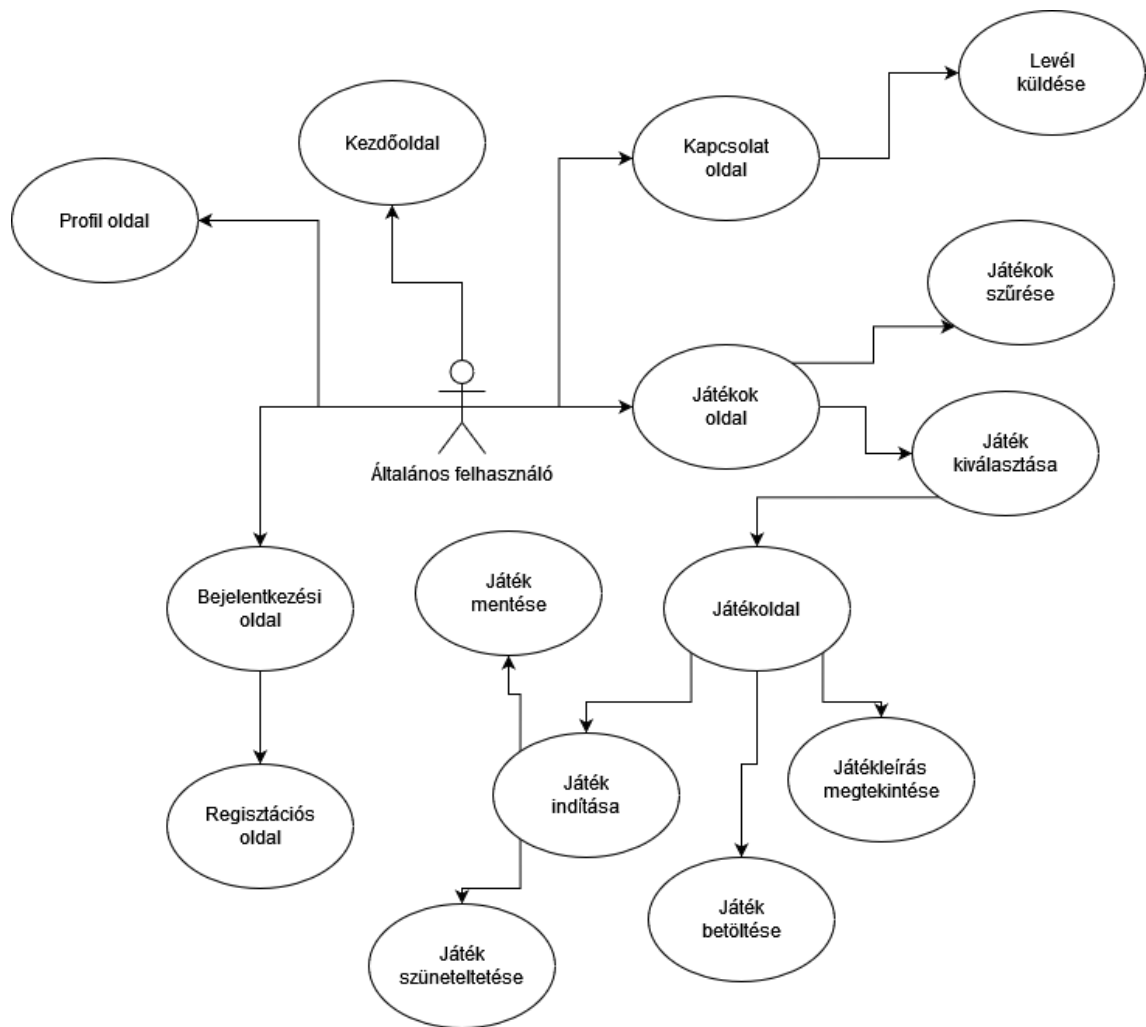 Levél
küldése
Kezdőoldal
Kapcsolat
oldal
Profil oldal
Játékok
szűrése
Játékok
oldal
Játék
kiválasztása
Általános felhasználó
Játék
mentése
Bejelentkezési
oldal
Játékoldal
Játék
indítása
Játékleírás
megtekintése
Regisztációs
oldal
Játék
betöltése
Játék
szüneteltetése